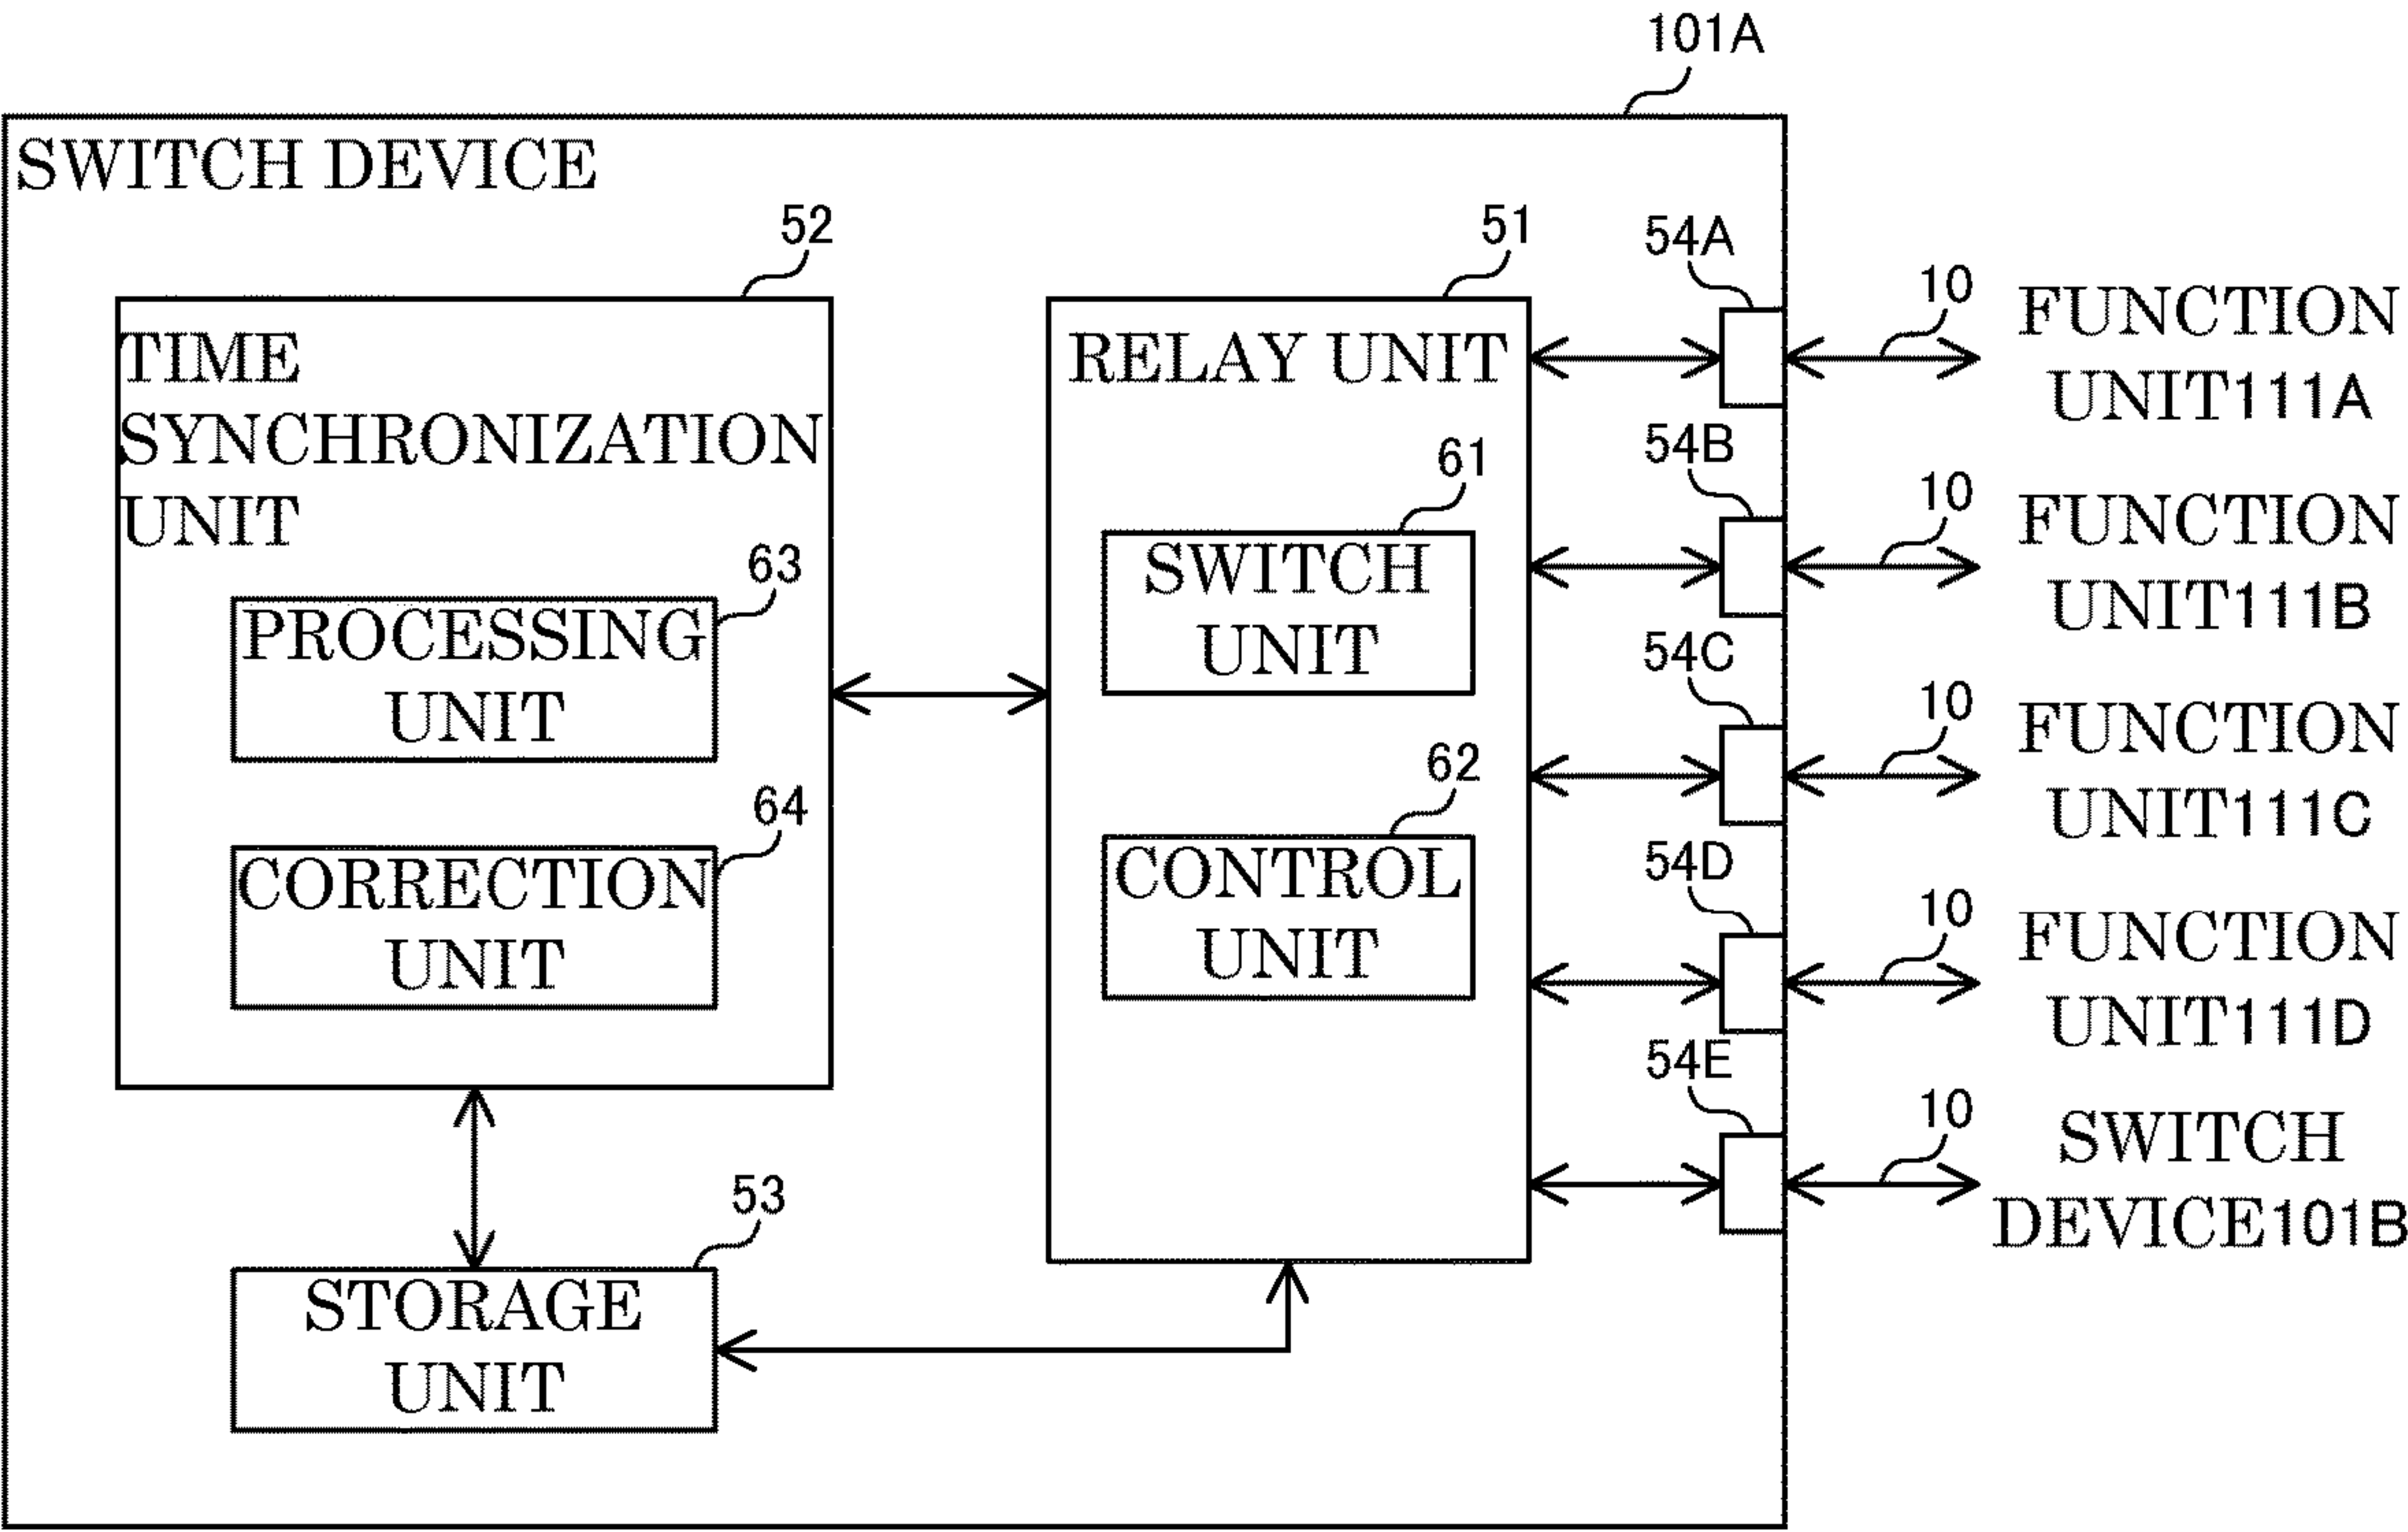 101A
SWITCH DEVICE
52
TIME
SYNCHRONIZATION
UNIT
63
PROCESSING
UNIT
64
CORRECTION
UNIT
53
STORAGE
UNIT
51
RELAY UNIT
61
SWITCH
UNIT
62
CONTROL
UNIT
54A
10
FUNCTION
UNIT111A
54B
10
FUNCTION
UNIT111B
54C
10
FUNCTION
UNIT111C
54D
10
FUNCTION
UNIT111D
54E
10
SWITCH
DEVICE101B